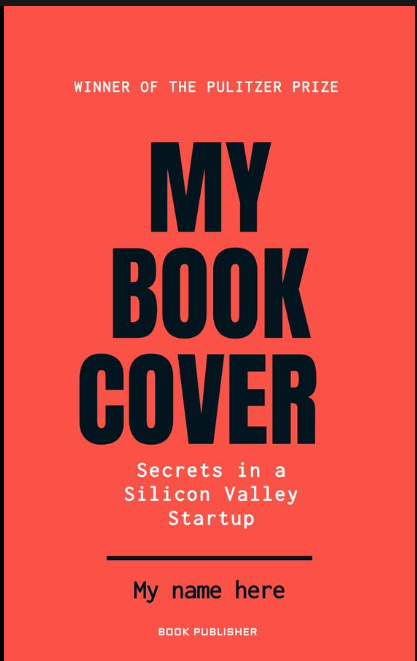 WINNER OF THE PULITZER PRIZE
MY
BOOK
COVER
Secrets in a
Silicon Valley
Startup
My name here
BOOK PUBLISHER